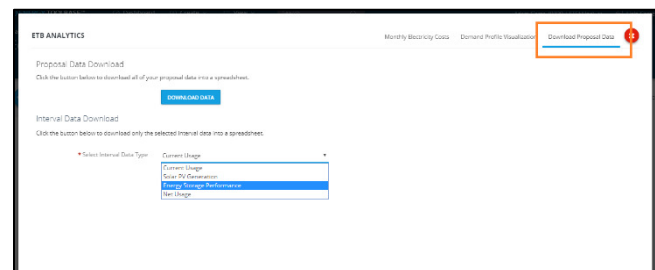 ETB ANALYTICS
Monthly Electricity Costs Demand Profile Visualisation Download Proposal Data
Proposal Data Download
Click the button below to download all of your proposal data into a spreadsheet.
DOWNLOAD DATA
Interval Data Download
Click the button below to download only the selected interval data into a spreadsheet.
* Select Interval Data Type Current Usage
Current Usage
Solar PV Generation
Energy Storage Performance
Net Usage